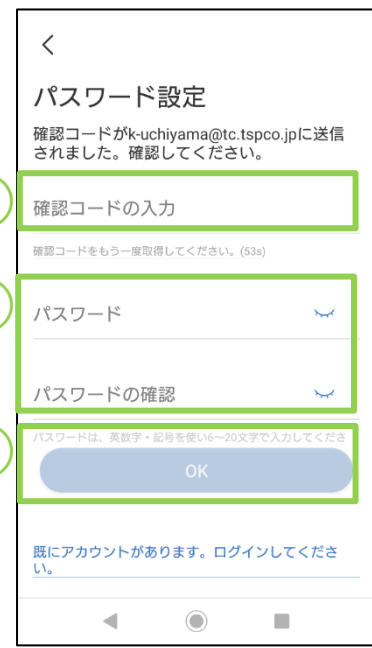 パスワード設定
確認コードがk-uchiyama@tc.tspco.jpに送信
されました。確認してください。
確認コードの入力
確認コードをもう一度取得してください。(53s)
パスワード
パスワードの確認
パスワードは、英数字・記号を使い6〜20文字で入力してくださ
OK
既にアカウントがあります。ログインしてくださ
い。